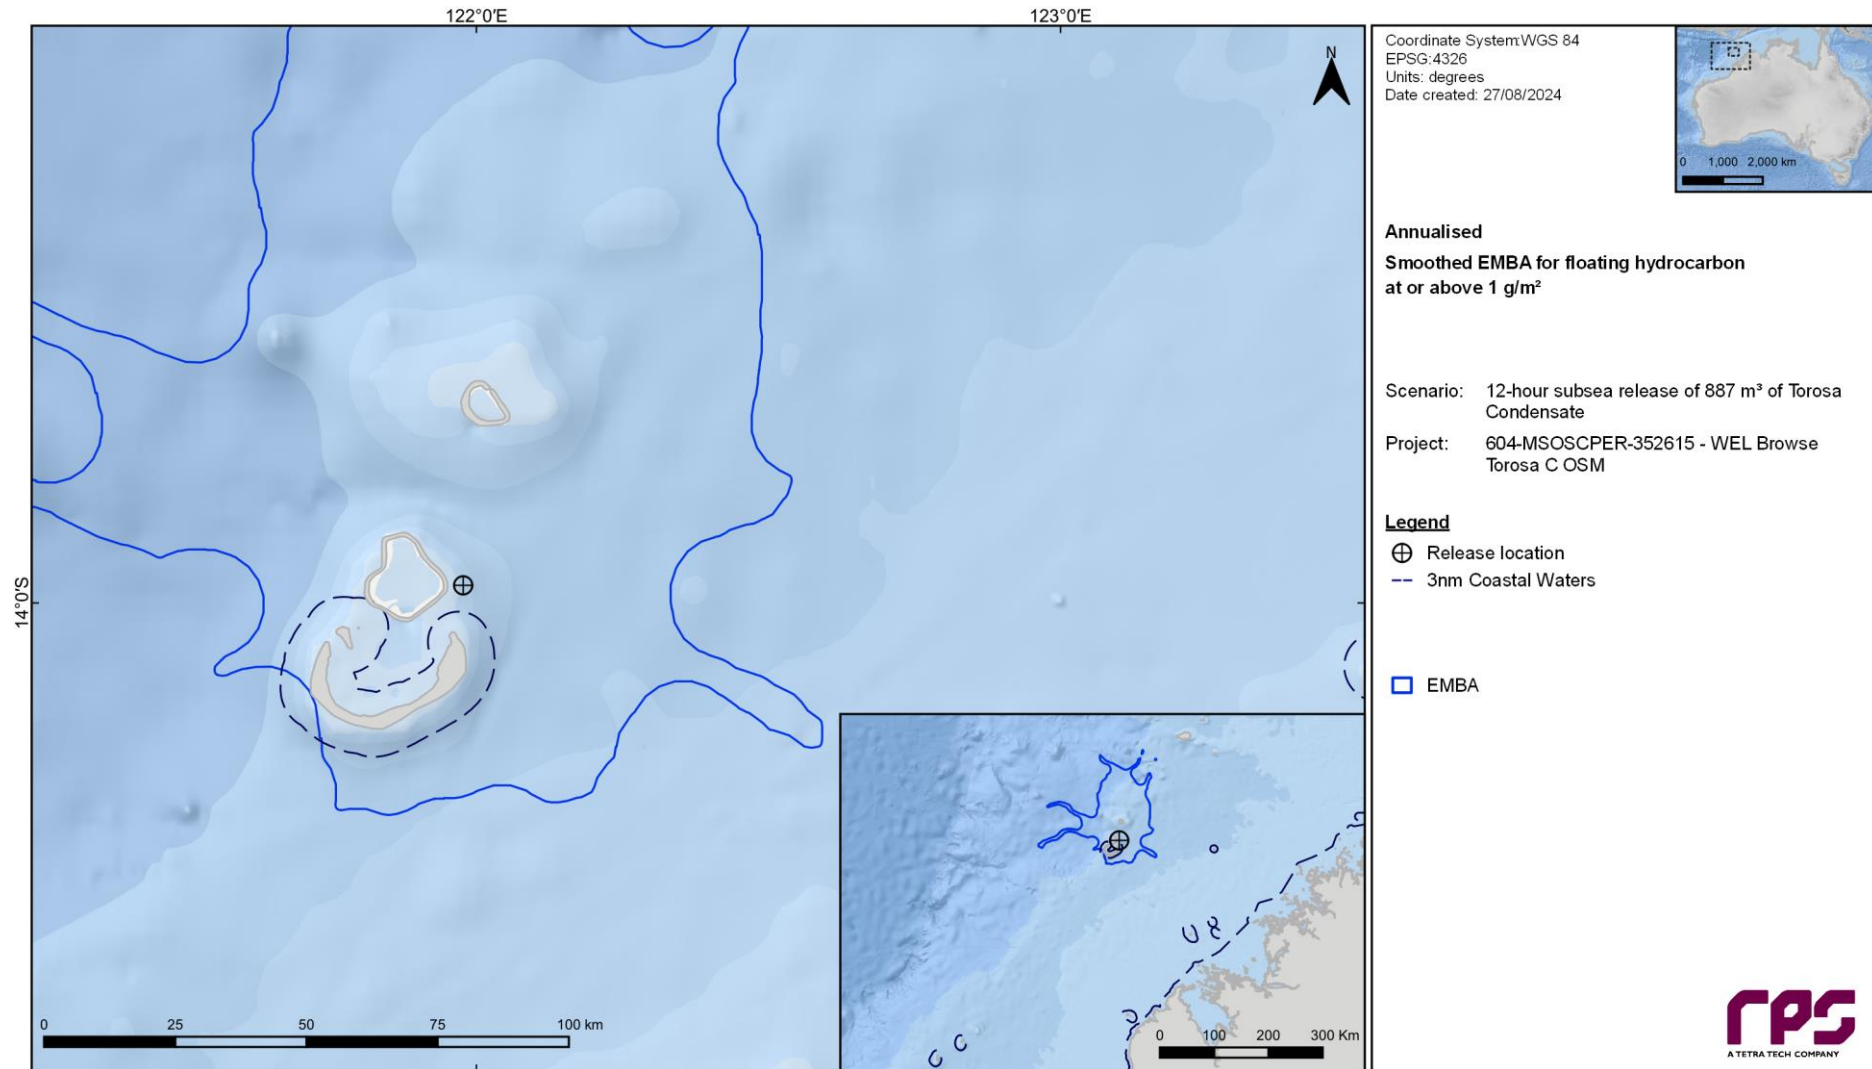 122°0'E
123°0'E
14°0'S
N
0 25 50 75 100 km
0 100 200 300 Km
Coordinate System:WGS 84
EPSG:4326
Units: degrees
Date created: 27/08/2024
0 1,000 2,000 km
Annualised
Smoothed EMBA for floating hydrocarbon
at or above 1 g/m²
Scenario: 12-hour subsea release of 887 m³ of Torosa
Condensate
Project: 604-MSOSCPER-352615 - WEL Browse
Torosa C OSM
Legend
Release location
3nm Coastal Waters
EMBA
rps
A TETRA TECH COMPANY